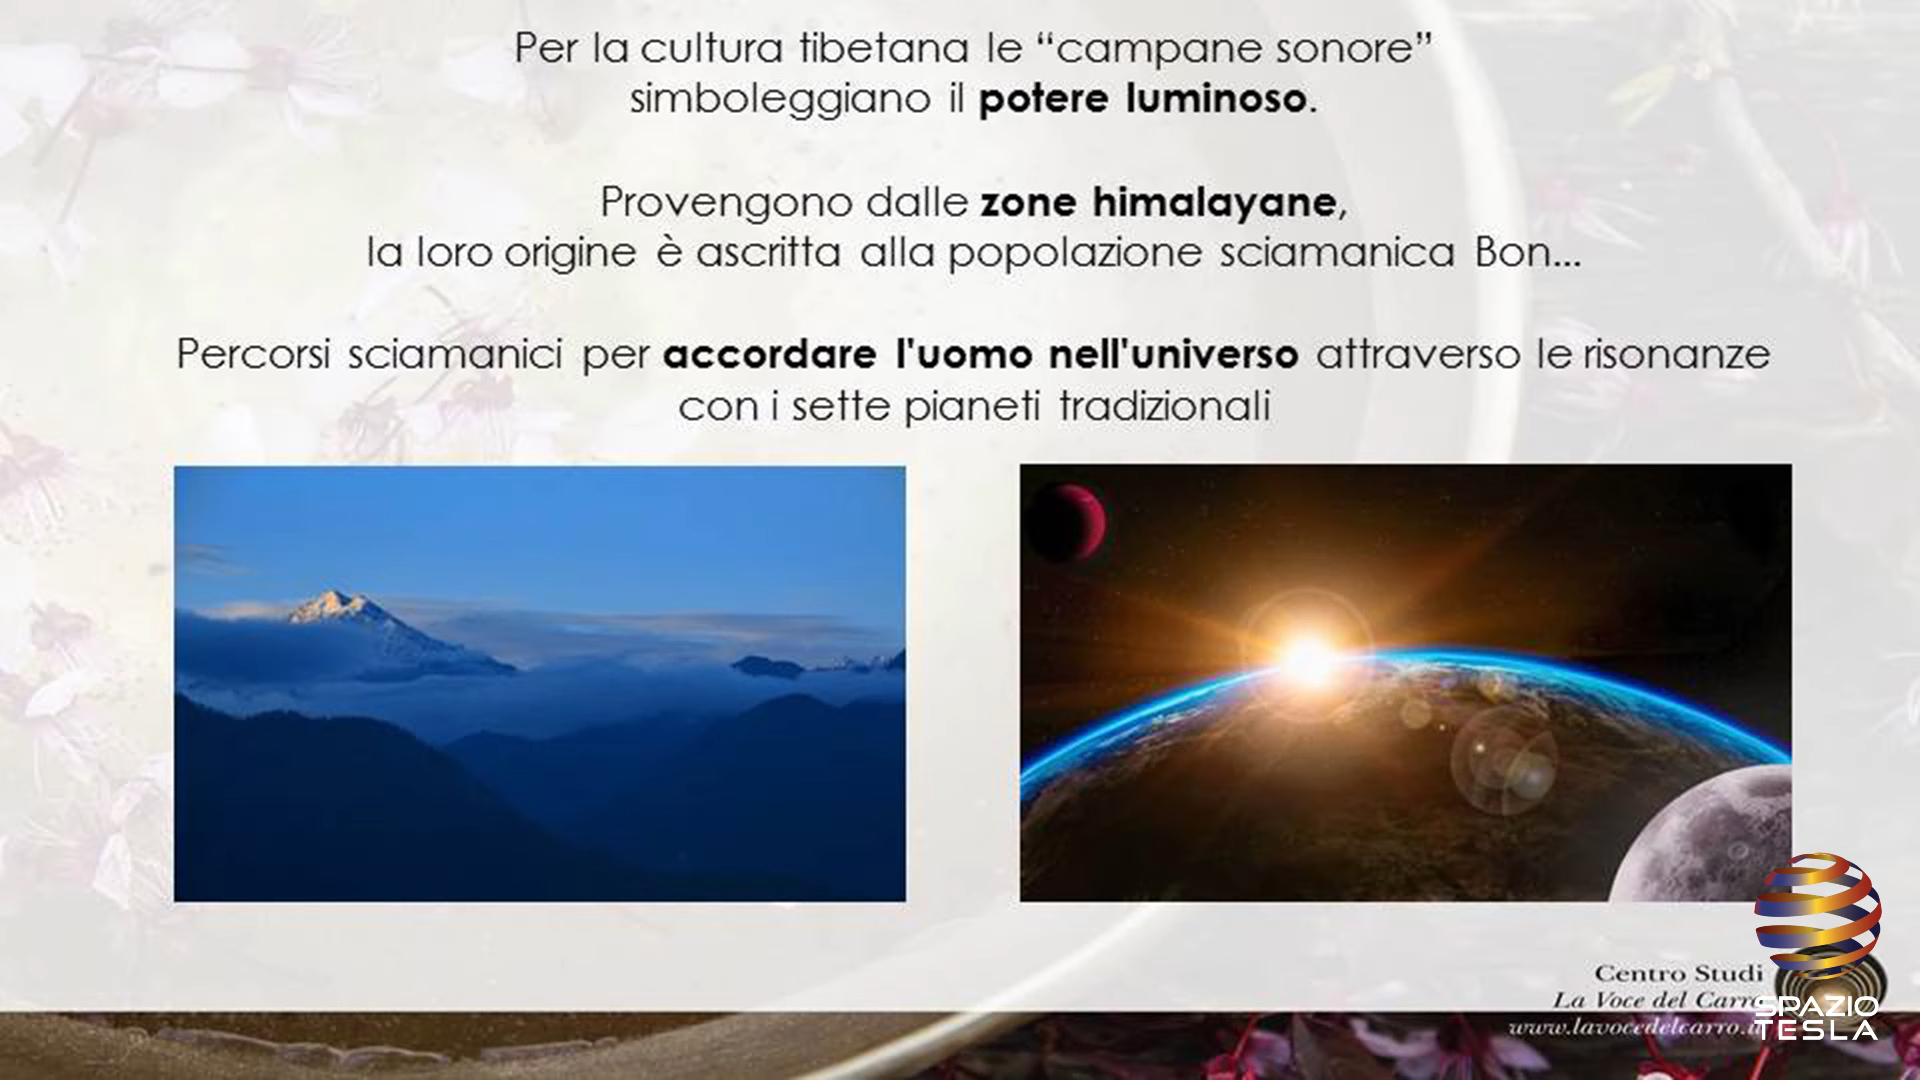 Per la cultura tibetana le “campane sonore”
simboleggiano il potere luminoso.
Provengono dalle zone himalayane,
la loro origine è ascritta alla popolazione sciamanica Bon...
Percorsi sciamanici per accordare l'uomo nell'universo attraverso le risonanze
con i sette pianeti tradizionali
Centro Studi
La Voce del Carro
www.lavocedelcarro.it
SPAZIO
TESLA